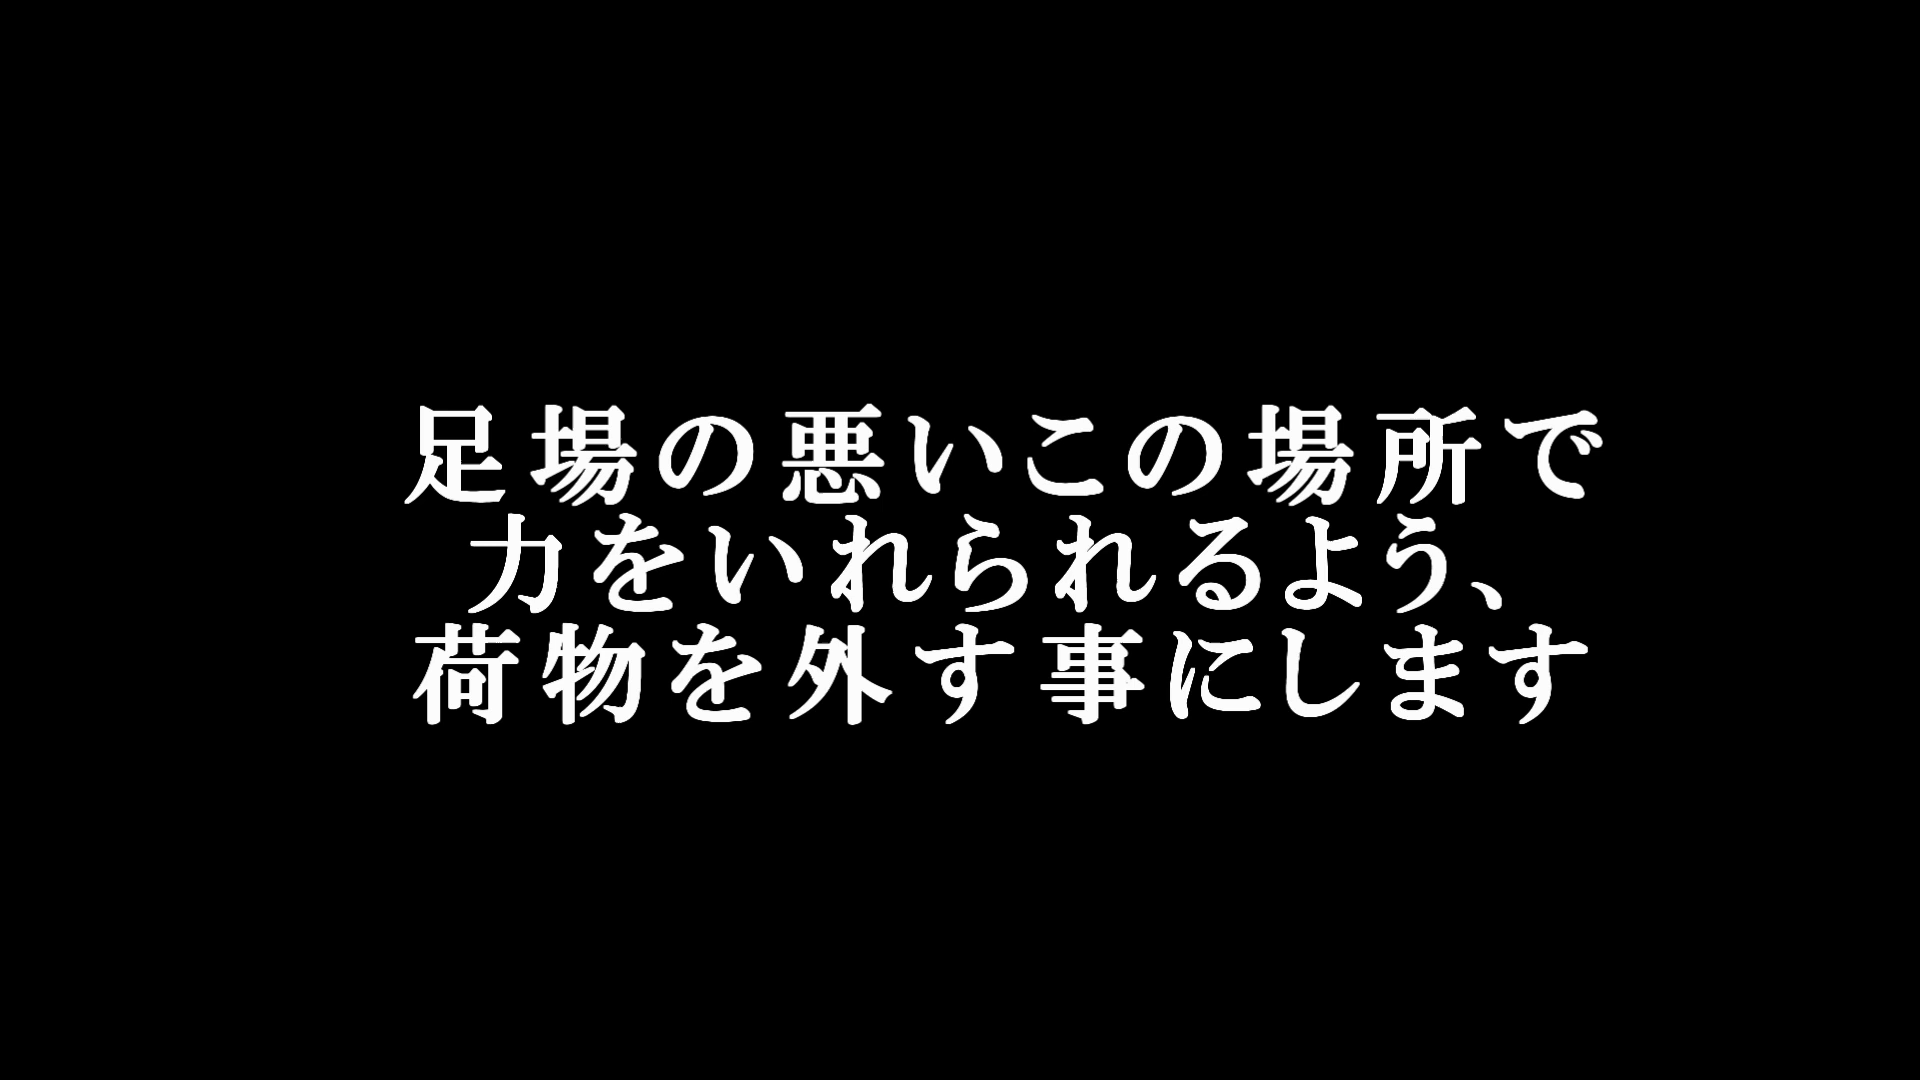 足場の悪いこの場所で
力をいれられるよう、
荷物を外す事にします